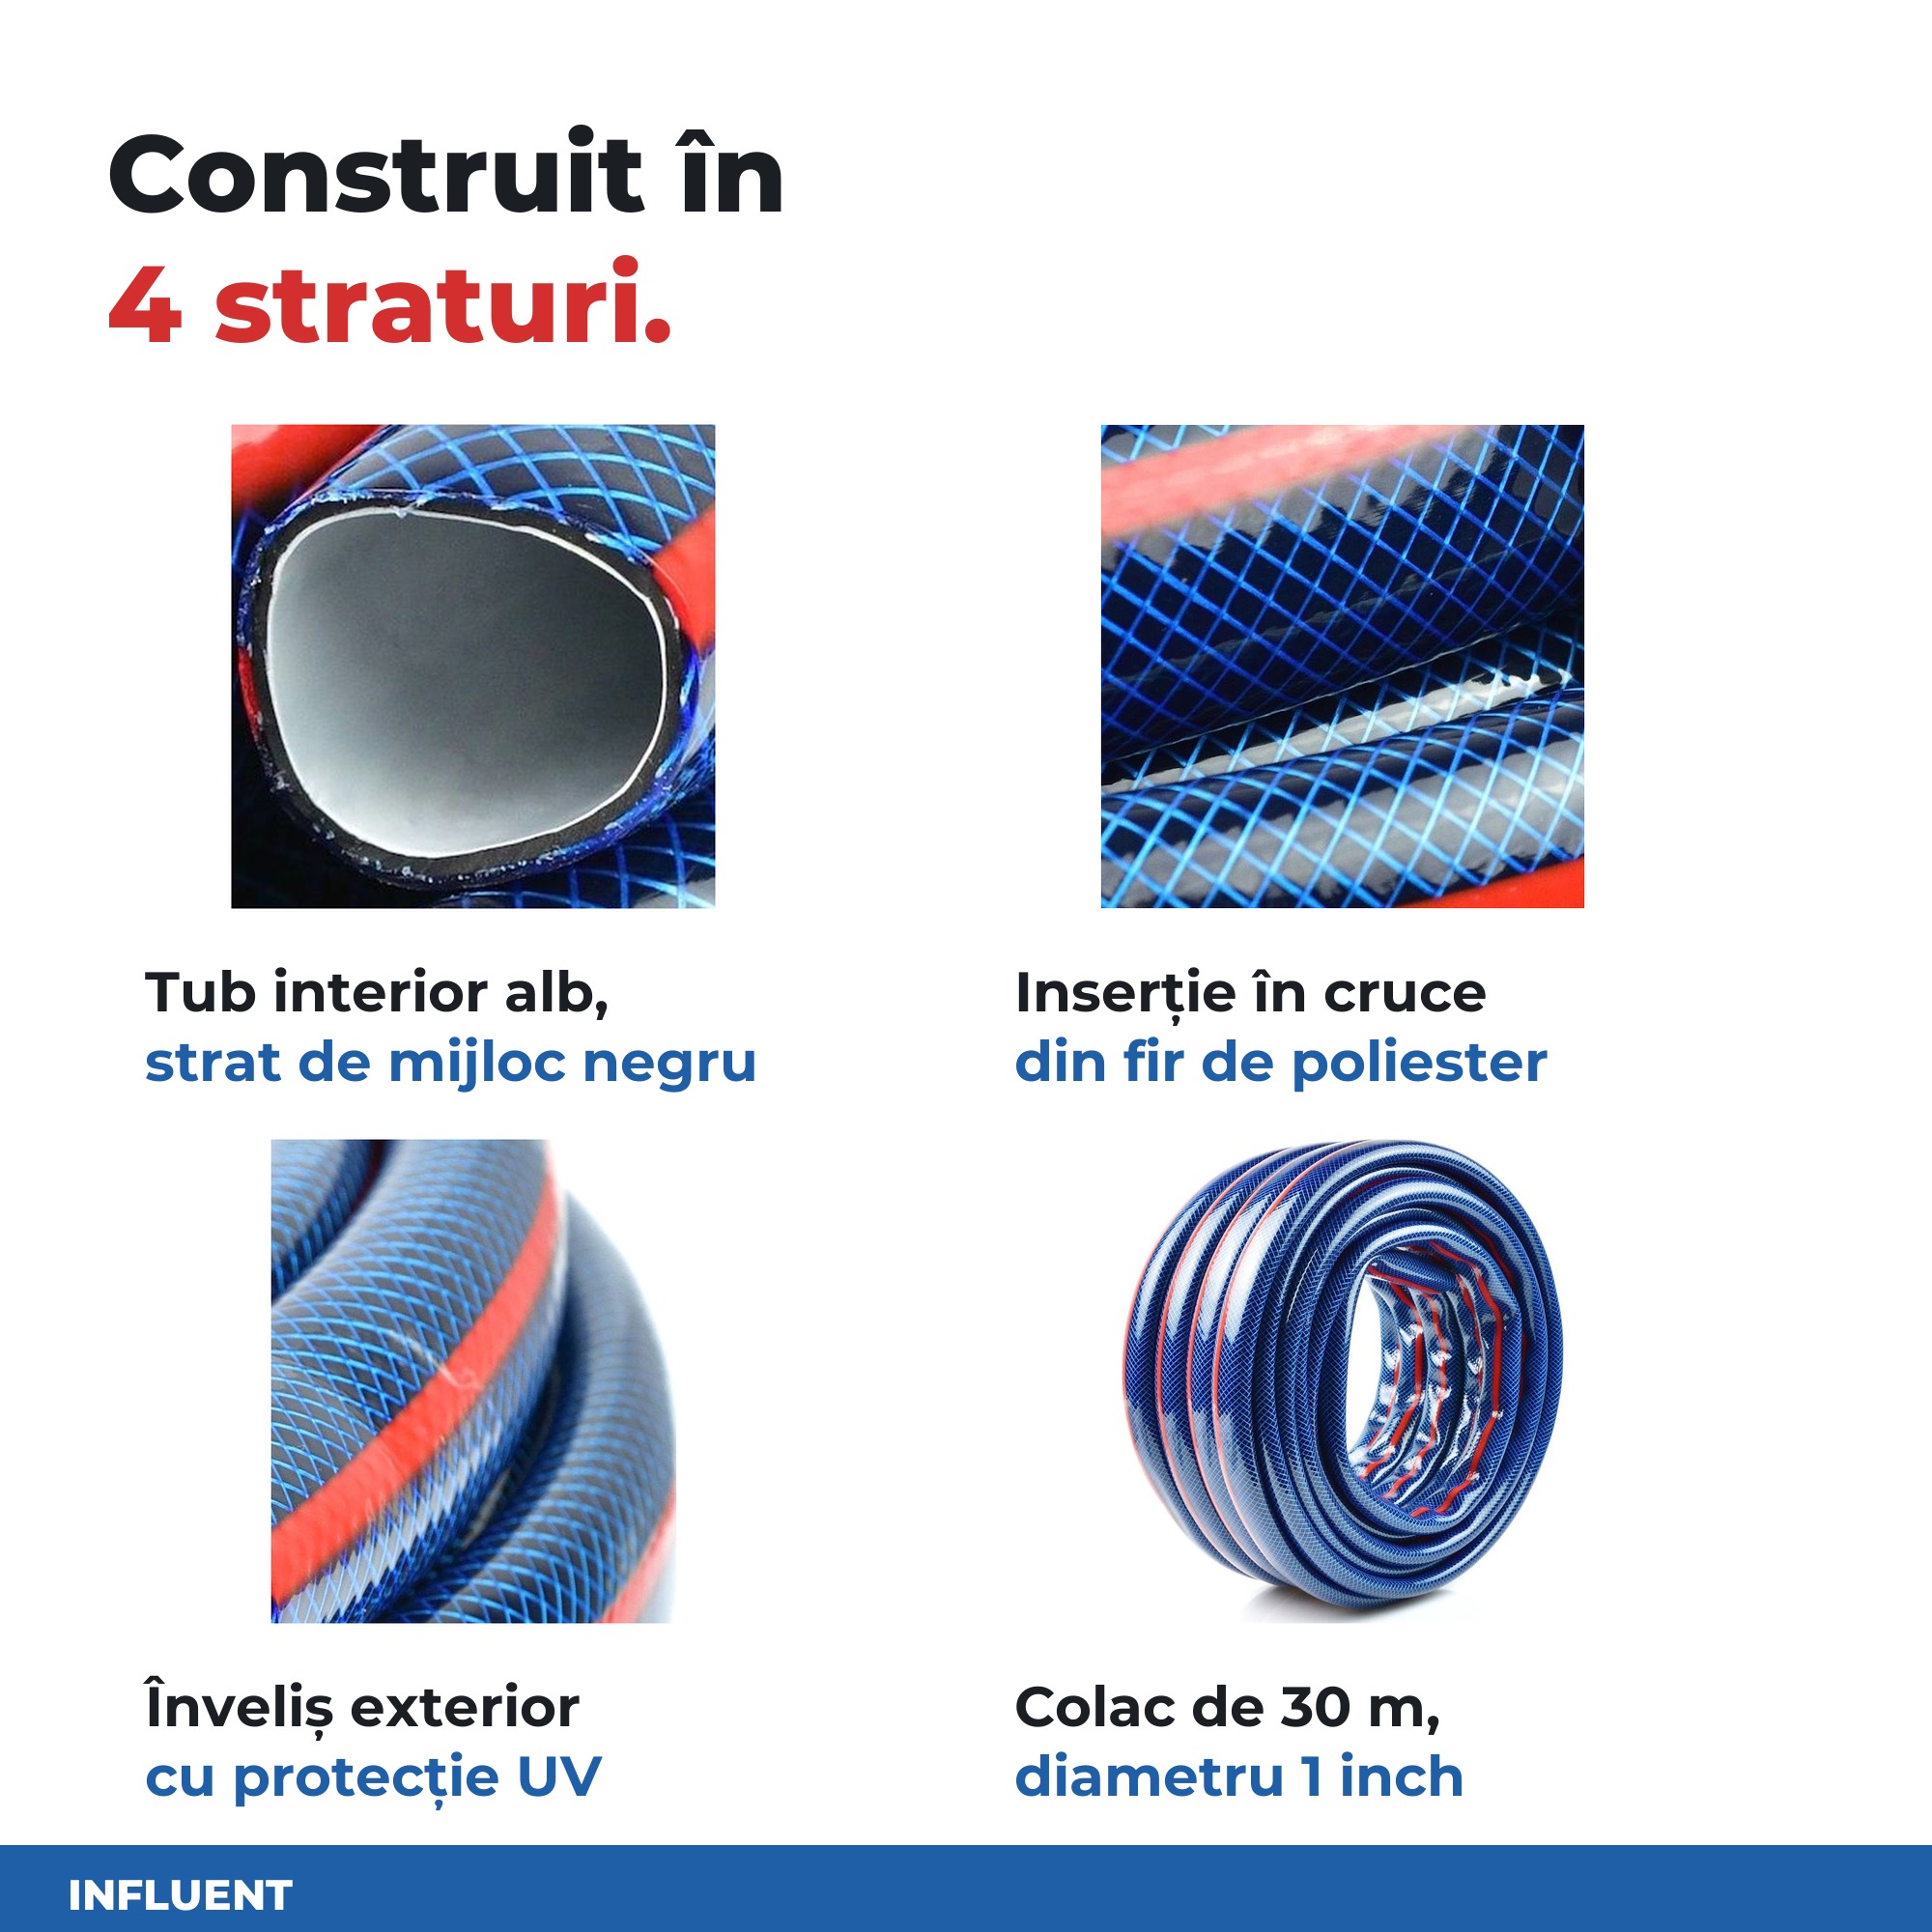 Construit în
4 straturi.
Tub interior alb,
strat de mijloc negru
Inserție în cruce
din fir de poliester
Înveliș exterior
cu protecție UV
Colac de 30 m,
diametru 1 inch
INFLUENT